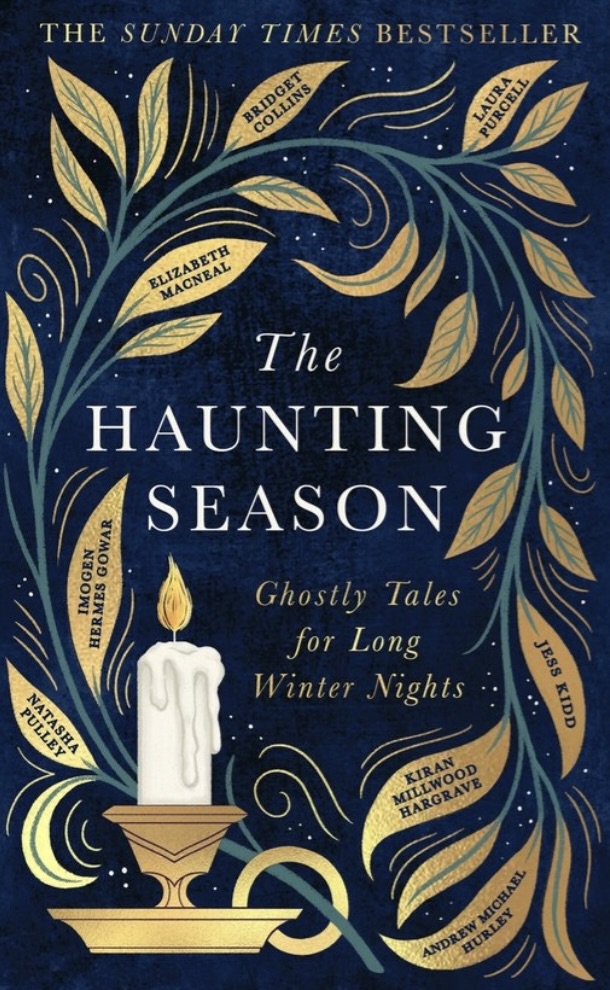 THE SUNDAY TIMES BESTSELLER
BRIDGET
COLLINS
LAURA
PURCELL
ELIZABETH
MACNEAL
The
HAUNTING
SEASON
IMOGEN
HERMES GOWAR
Ghostly Tales
for Long
Winter Nights
JESS KIDD
NATASHA
PULLEY
KIRAN
MILLWOOD
HARGRAVE
ANDREW MICHAEL
HURLEY